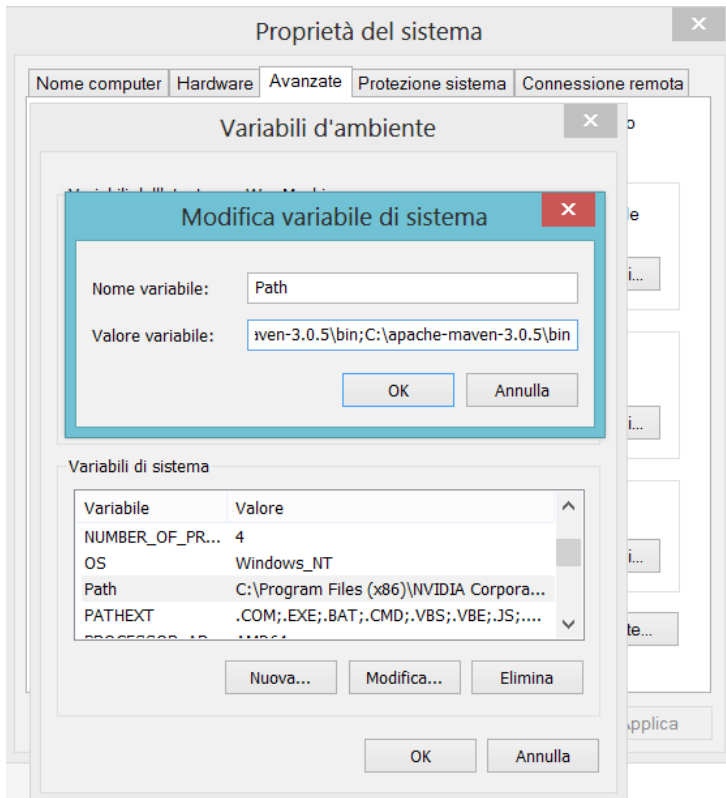 Proprietà del sistema
Nome computer Hardware Avanzate Protezione sistema Connessione remota
Variabili d'ambiente
Modifica variabile di sistema
Nome variabile: Path
Valore variabile: aven-3.0.5\bin;C:\apache-maven-3.0.5\bin
OK Annulla
Variabili di sistema
Variabile Valore
NUMBER_OF_PR... 4
OS Windows_NT
Path C:\Program Files (x86)\NVIDIA Corpora...
PATHEXT .COM;.EXE;.BAT;.CMD;.VBS;.VBE;.JS;....
Nuova... Modifica... Elimina
Applica
OK Annulla